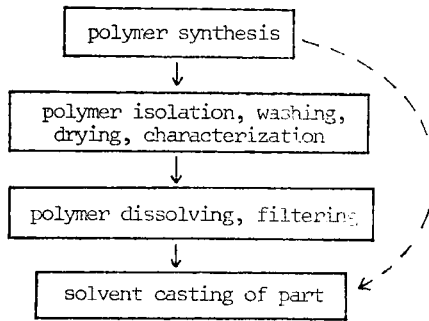 polymer synthesis
polymer isolation, washing,
drying, characterization
polymer dissolving, filtering
solvent casting of part